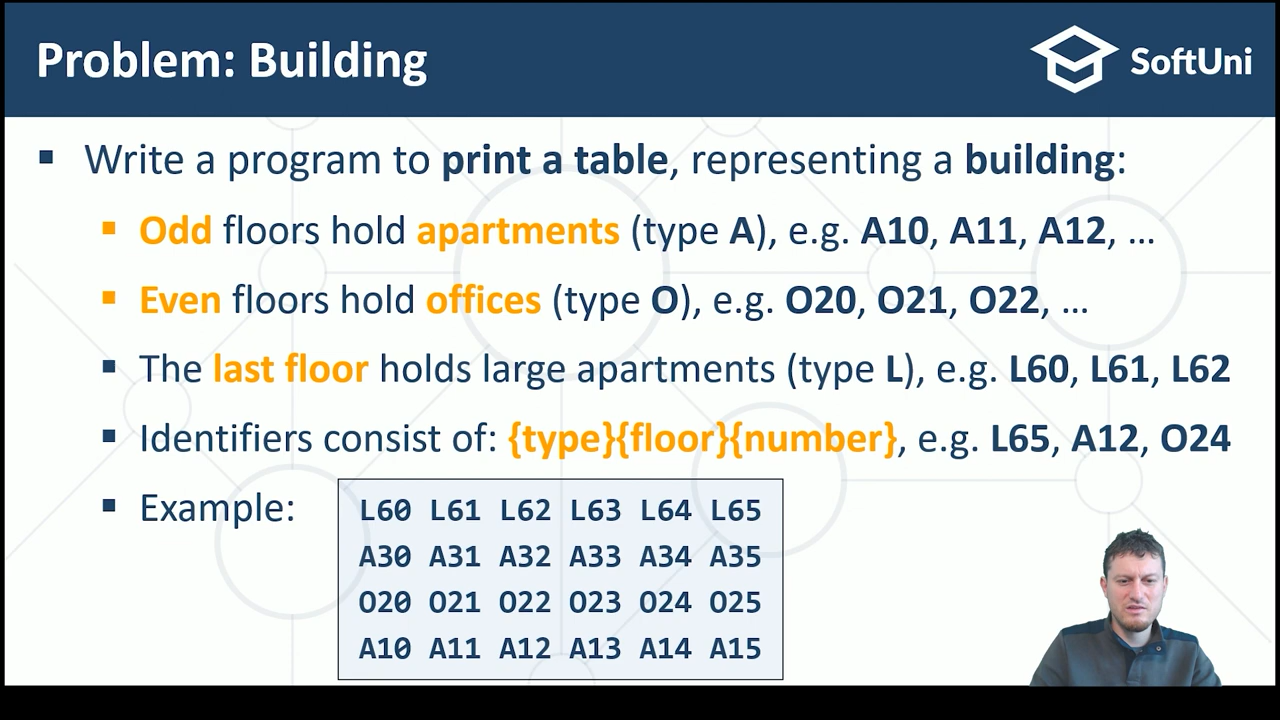 Problem: Building
SoftUni
▪ Write a program to print a table, representing a building:
▪ Odd floors hold apartments (type A), e.g. A10, A11, A12, …
▪ Even floors hold offices (type O), e.g. O20, O21, O22, …
▪ The last floor holds large apartments (type L), e.g. L60, L61, L62
▪ Identifiers consist of: {type}{floor}{number}, e.g. L65, A12, O24
▪ Example:
L60 L61 L62 L63 L64 L65
A30 A31 A32 A33 A34 A35
O20 O21 O22 O23 O24 O25
A10 A11 A12 A13 A14 A15